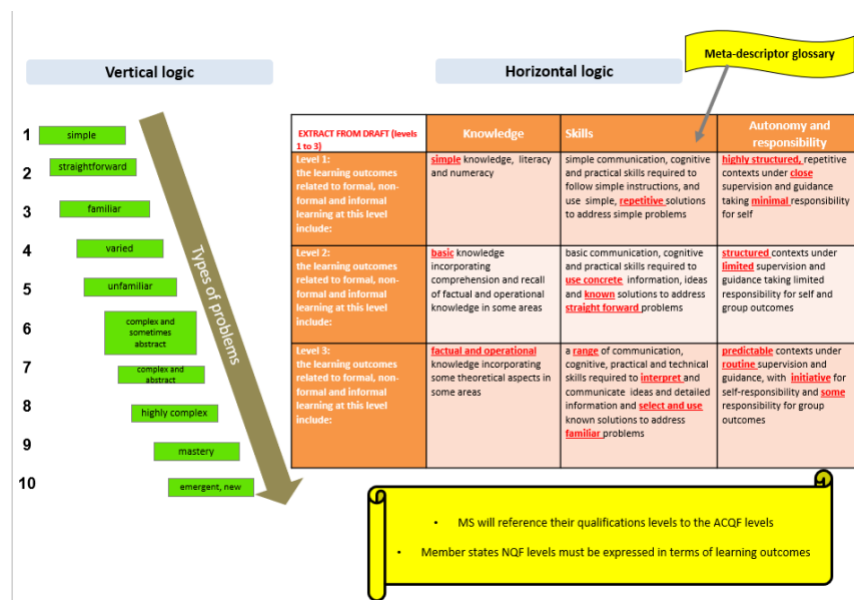 Meta-descriptor glossary
Vertical logic
Horizontal logic
1
simple
2
straightforward
3
familiar
4
varied
5
unfamiliar
6
complex and
sometimes
abstract
7
complex and
abstract
8
highly complex
9
mastery
10
emergent, new
Types of problems
EXTRACT FROM DRAFT (levels
1 to 3)
Knowledge
Skills
Autonomy and
responsibility
Level 1:
the learning outcomes
related to formal, non-
formal and informal
learning at this level
include:
simple knowledge, literacy
and numeracy
simple communication, cognitive
and practical skills required to
follow simple instructions, and
use simple, repetitive solutions
to address simple problems
highly structured, repetitive
contexts under close
supervision and guidance
taking minimal responsibility
for self
Level 2:
the learning outcomes
related to formal, non-
formal and informal
learning at this level
include:
basic knowledge
incorporating
comprehension and recall
of factual and operational
knowledge in some areas
basic communication, cognitive
and practical skills required to
use concrete information, ideas
and known solutions to address
straight forward problems
structured contexts under
limited supervision and
guidance taking limited
responsibility for self and
group outcomes
Level 3:
the learning outcomes
related to formal, non-
formal and informal
learning at this level
include:
factual and operational
knowledge incorporating
some theoretical aspects in
some areas
a range of communication,
cognitive, practical and technical
skills required to interpret and
communicate ideas and detailed
information and select and use
known solutions to address
familiar problems
predictable contexts under
routine supervision and
guidance, with initiative for
self-responsibility and some
responsibility for group
outcomes
• MS will reference their qualifications levels to the ACQF levels
• Member states NQF levels must be expressed in terms of learning outcomes